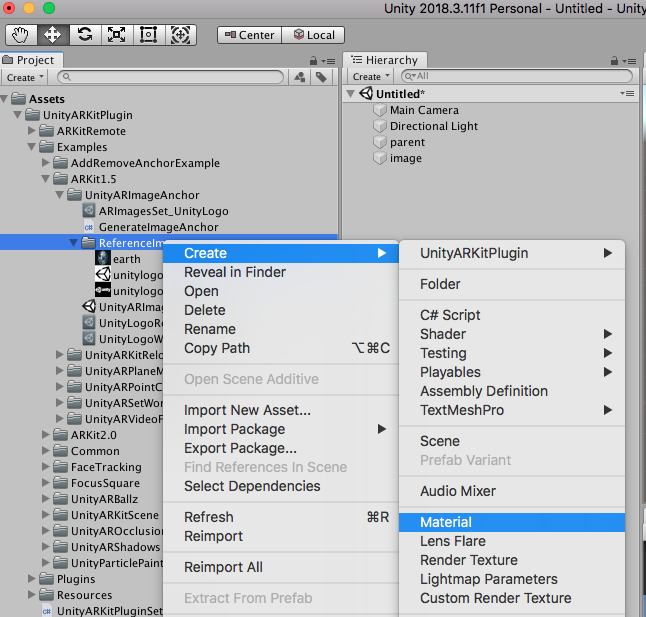 Unity 2018.3.11f1 Personal - Untitled - Unity
Center
Local
Project
Create
Assets
UnityARKitPlugin
ARKitRemote
Examples
AddRemoveAnchorExample
ARKit1.5
UnityARImageAnchor
ARImagesSet_UnityLogo
GenerateImageAnchor
ReferenceIm
earth
unitylogo
unitylogo
UnityARImag
UnityLogoRe
UnityLogoW
UnityARKitRelo
UnityARPlaneM
UnityARPointC
UnityARSetWor
UnityARVideoF
ARKit2.0
Common
FaceTracking
FocusSquare
UnityARBallz
UnityARKitScene
UnityAROcclusion
UnityARShadows
UnityParticlePaint
Plugins
Resources
UnityARKitPluginSet
Hierarchy
Create
All
Untitled*
Main Camera
Directional Light
parent
image
Create
Reveal in Finder
Open
Delete
Rename
Copy Path ⌥⌘C
Open Scene Additive
Import New Asset...
Import Package
Export Package...
Find References In Scene
Select Dependencies
Refresh ⌘R
Reimport
Reimport All
Extract From Prefab
UnityARKitPlugin
Folder
C# Script
Shader
Testing
Playables
Assembly Definition
TextMeshPro
Scene
Prefab Variant
Audio Mixer
Material
Lens Flare
Render Texture
Lightmap Parameters
Custom Render Texture